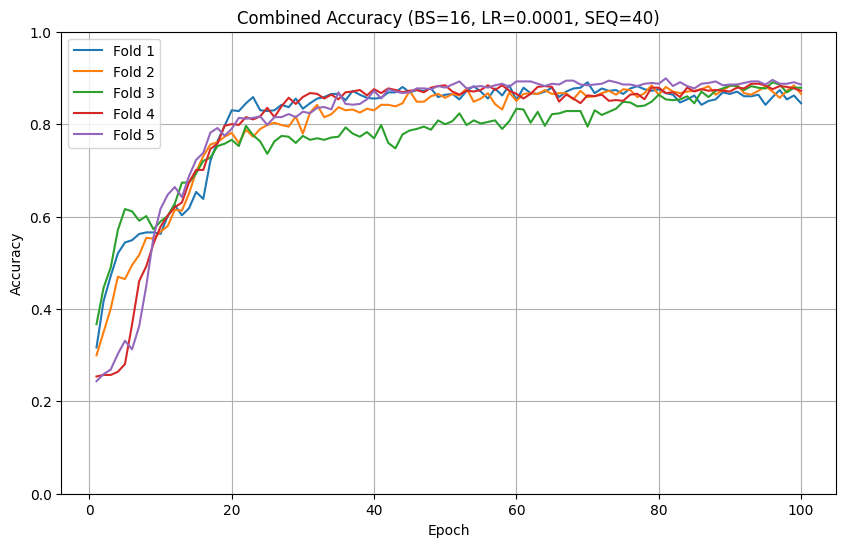 Combined Accuracy (BS=16, LR=0.0001, SEQ=40)
Fold 1
Fold 2
Fold 3
Fold 4
Fold 5
1.0
0.8
0.6
0.4
0.2
0.0
Accuracy
0 20 40 60 80 100
Epoch